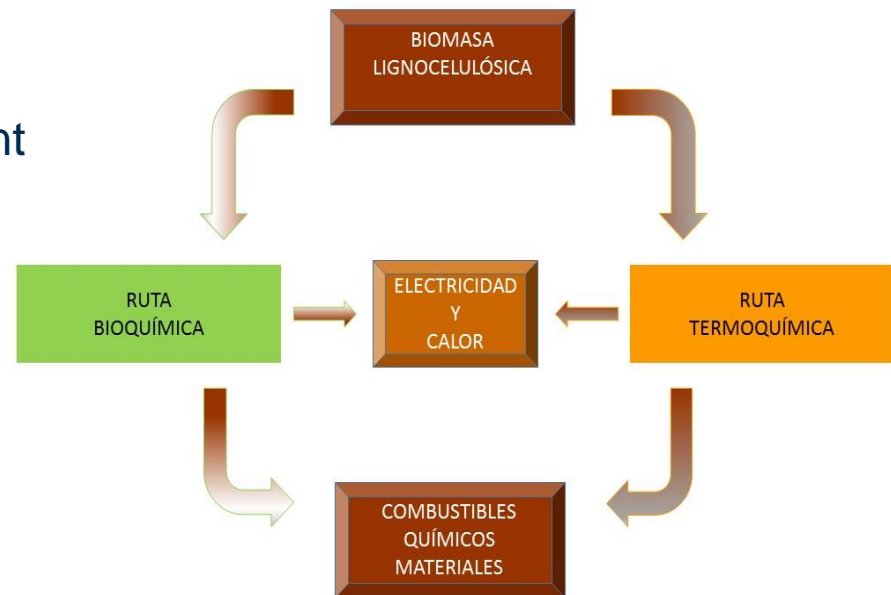 BIOMASA
LIGNOCELULÓSICA
RUTA
BIOQUÍMICA
ELECTRICIDAD
Y
CALOR
RUTA
TERMOQUÍMICA
COMBUSTIBLES
QUÍMICOS
MATERIALES